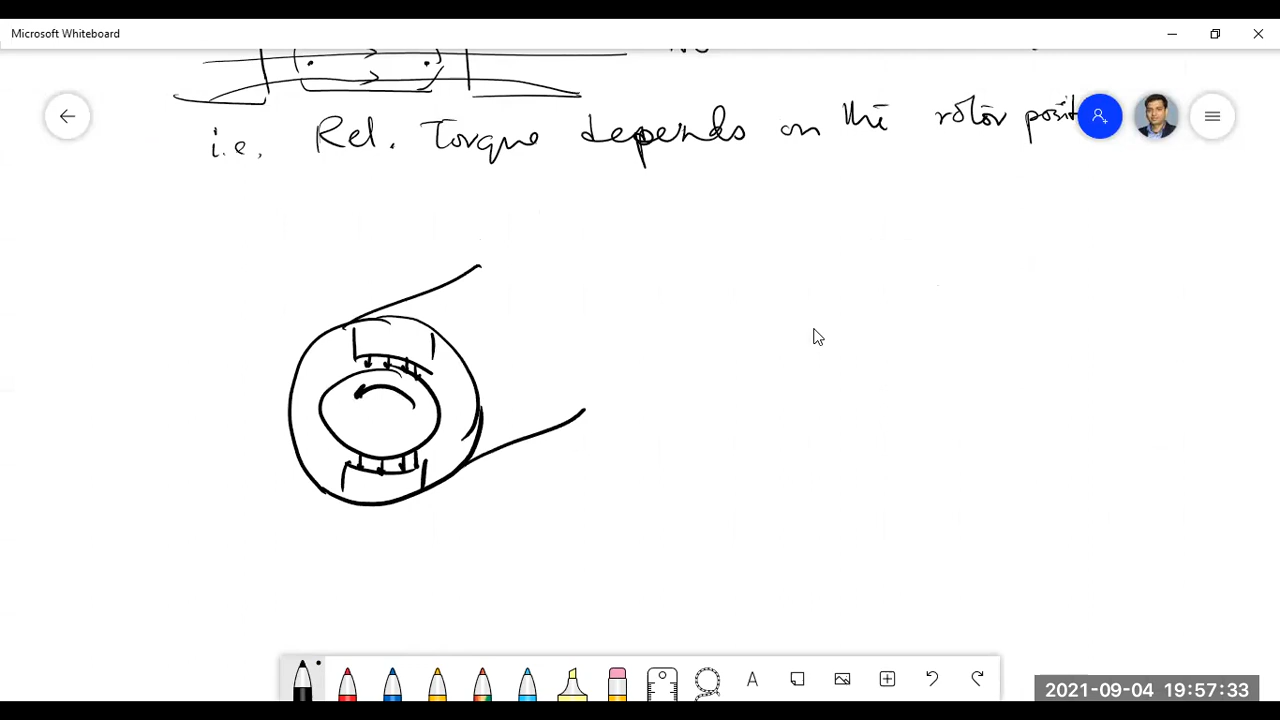 Microsoft Whiteboard
i.e. Rel. Torque depends on the rotor posit
2021-09-04 19:57:33